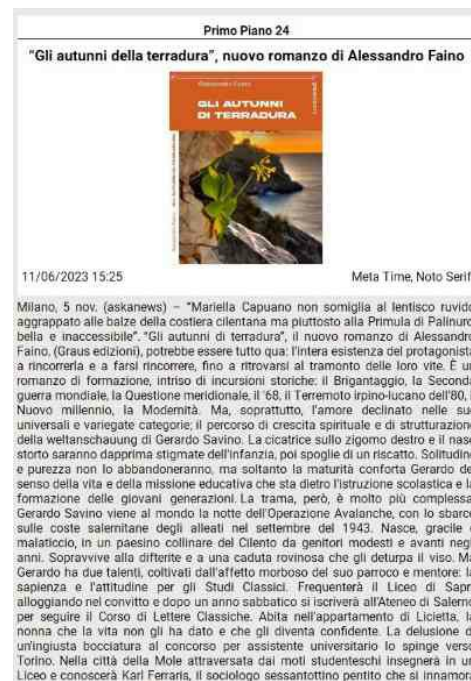 Primo Piano 24
“Gli autunni della terradura”, nuovo romanzo di Alessandro Faino
GLI AUTUNNI
DI TERRADURA
11/06/2023 15:25 Meta Time, Noto Serif
Milano, 5 nov. (askanews) – “Mariella Capuano non somiglia al lentisco ruvido
aggrappato alle balze della costiera cilentana ma piuttosto alla Primula di Palinuro
bella e inaccessibile”. “Gli autunni di terradura”, il nuovo romanzo di Alessandro
Faino, (Graus edizioni), potrebbe essere tutto qua: l'intera esistenza del protagonista
a rincorrerla e a farsi rincorrere, fino a ritrovarsi al tramonto delle loro vite. È un
romanzo di formazione, intriso di incursioni storiche: il Brigantaggio, la Seconda
guerra mondiale, la Questione meridionale, il '68, il Terremoto irpino-lucano dell'80,
Nuovo millennio, la Modernità. Ma, soprattutto, l'amore declinato nelle sue
universali e variegate categorie; il percorso di crescita spirituale e di strutturazione
della weltanschauung di Gerardo Savino. La cicatrice sullo zigomo destro e il naso
storto saranno dapprima stigmate dell'infanzia, poi spoglie di un riscatto. Solitudine
e purezza non lo abbandoneranno, ma soltanto la maturità conforta Gerardo del
senso della vita e della missione educativa che sta dietro l'istruzione scolastica e la
formazione delle giovani generazioni. La trama, però, è molto più complessa.
Gerardo Savino viene al mondo la notte dell'Operazione Avalanche, con lo sbarco
sulle coste salernitane degli alleati nel settembre del 1943. Nasce, gracile e
malaticcio, in un paesino collinare del Cilento da genitori modesti e avanti negli
anni. Sopravvive alla difterite e a una caduta rovinosa che gli deturpa il viso. Ma
Gerardo ha due talenti, coltivati dall'affetto morboso del suo parroco e mentore: la
sapienza e l'attitudine per gli Studi Classici. Frequenterà il Liceo di Sapri
alloggiando nel convitto e dopo un anno sabbatico si iscriverà all'Ateneo di Salerno
per seguire il Corso di Lettere Classiche. Abita nell'appartamento di Licietta, la
nonna che la vita non gli ha dato e che gli diventa confidente. La delusione di
un'ingiusta bocciatura al concorso per assistente universitario lo spinge verso
Torino. Nella città della Mole attraversata dai moti studenteschi insegnerà in un
Liceo e conoscerà Karl Ferraris, il sociologo sessantottino pentito che si innamora